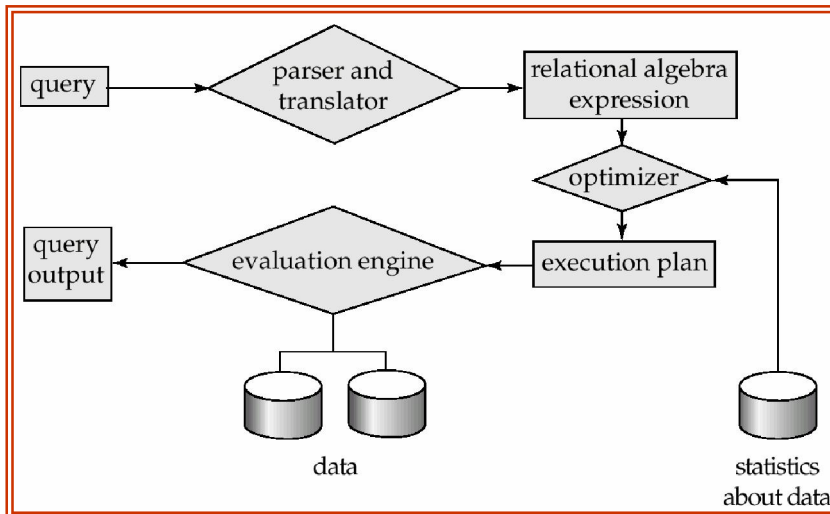 query
parser and
translator
relational algebra
expression
optimizer
query
output
evaluation engine
execution plan
data
statistics
about data